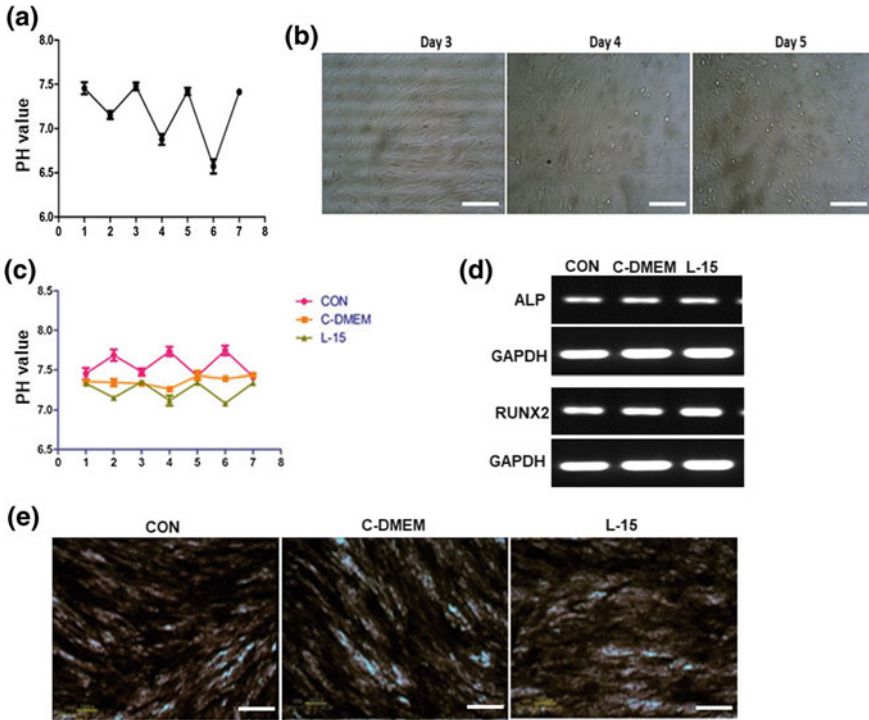 (a)
8.0
7.5
7.0
6.5
6.0
PH value
0 1 2 3 4 5 6 7 8
(b)
Day 3 Day 4 Day 5
(c)
8.5
8.0
7.5
7.0
6.5
PH value
0 1 2 3 4 5 6 7 8
CON
C-DMEM
L-15
(d)
CON C-DMEM L-15
ALP
GAPDH
RUNX2
GAPDH
(e)
CON C-DMEM L-15